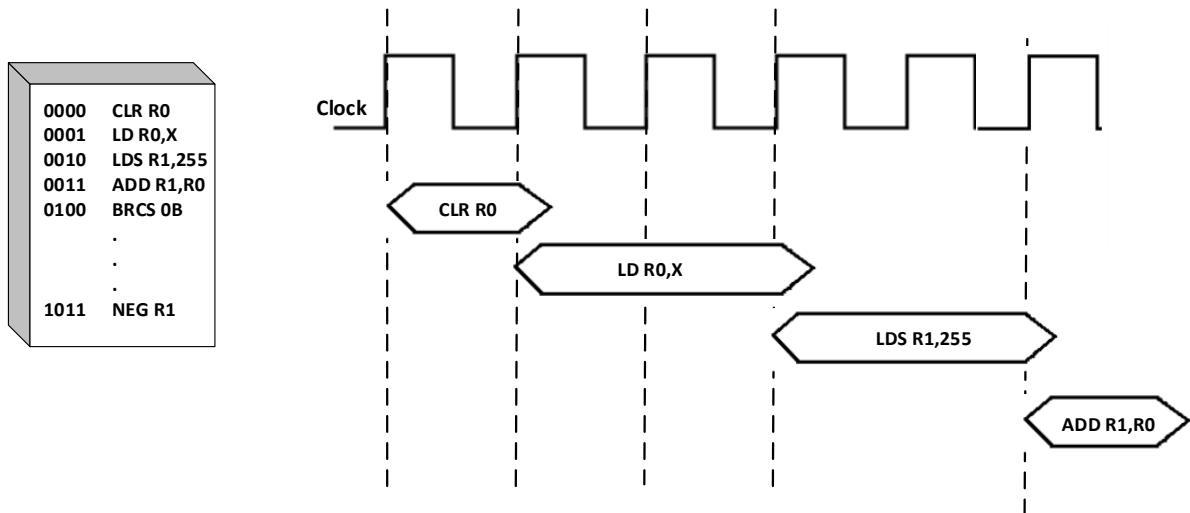 0000 CLR R0
0001 LD R0,X
0010 LDS R1,255
0011 ADD R1,R0
0100 BRCS 0B
.
.
.
1011 NEG R1
Clock
CLR R0
LD R0,X
LDS R1,255
ADD R1,R0